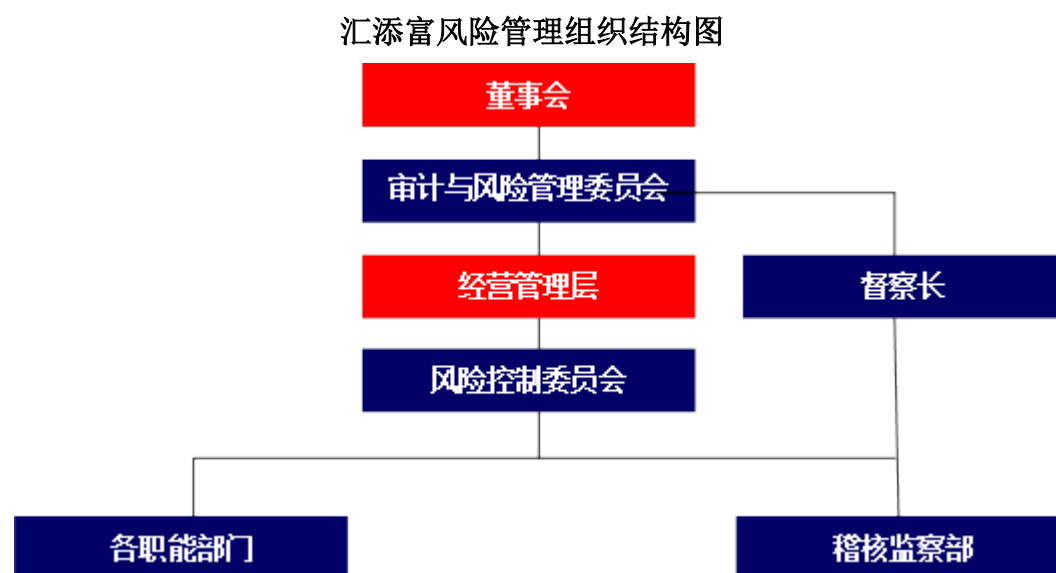 汇添富风险管理组织结构图
董事会
审计与风险管理委员会
经营管理层
督察长
风险控制委员会
各职能部门
稽核监察部